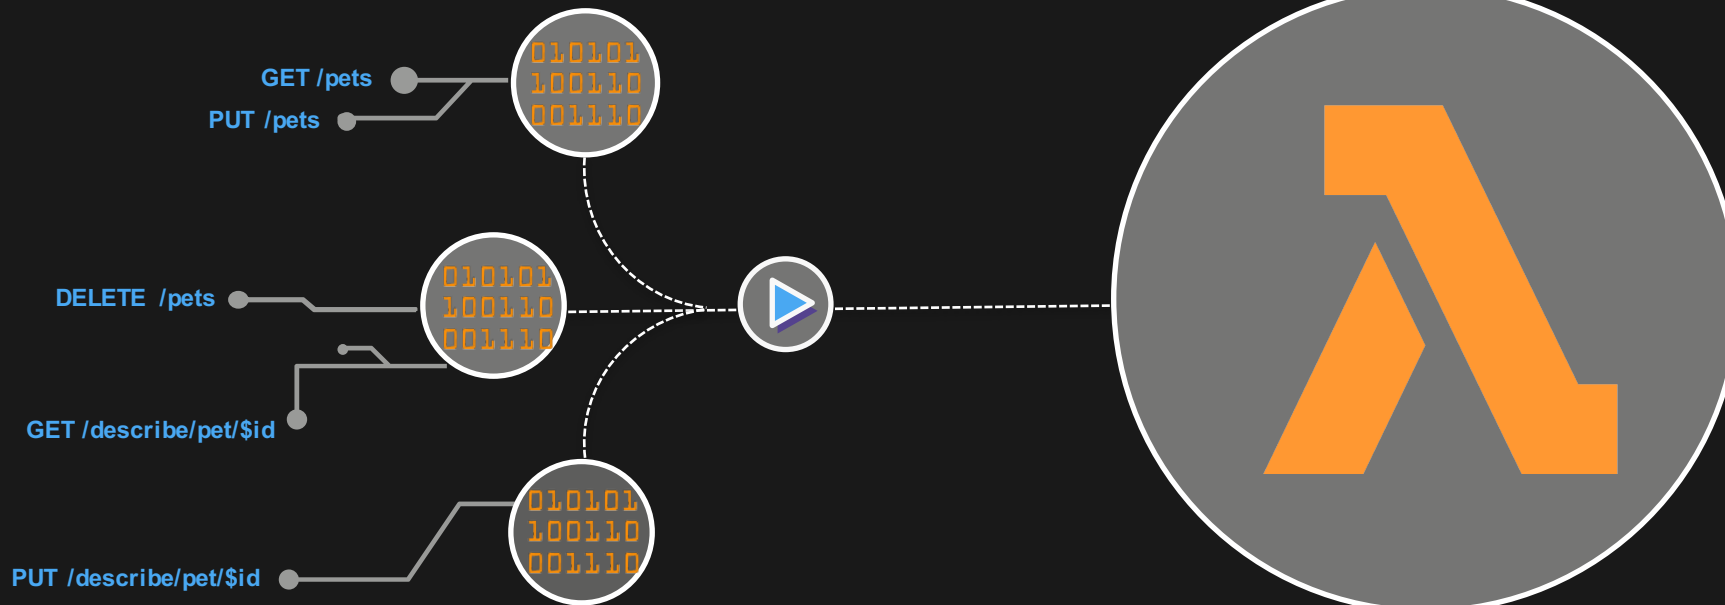 GET /pets
PUT /pets
010101
100110
001110
DELETE /pets
010101
100110
001110
GET /describe/pet/$id
010101
100110
001110
PUT /describe/pet/$id